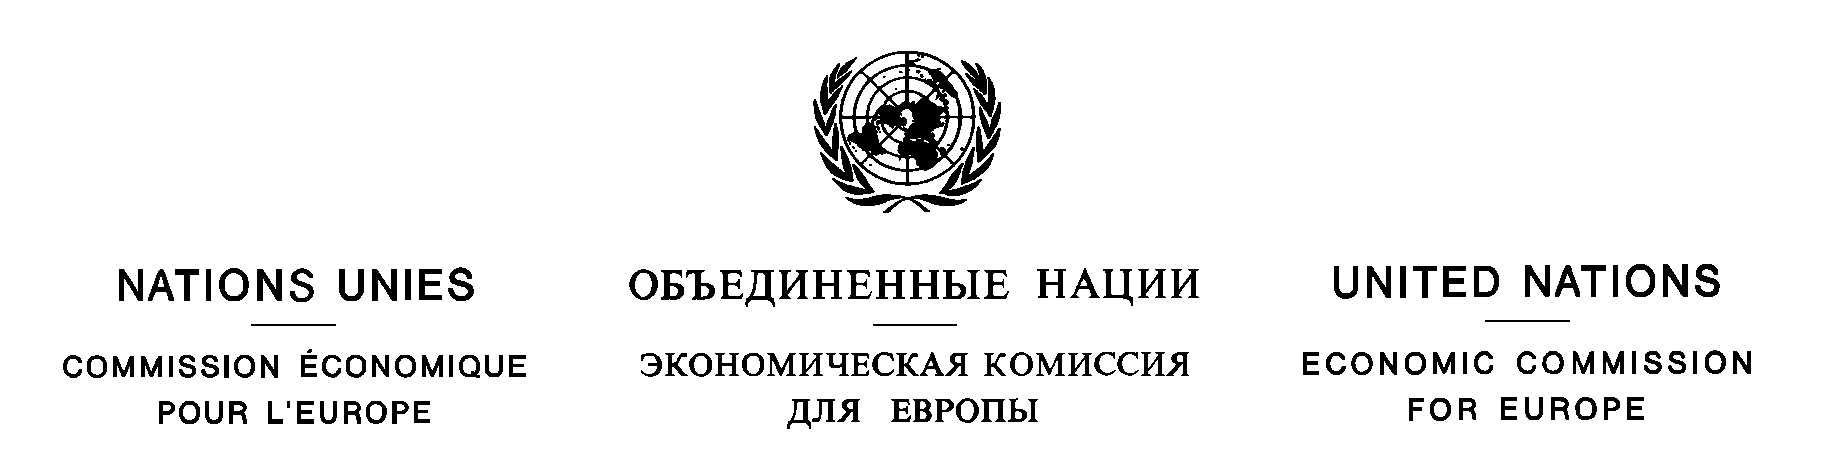 NATIONS UNIES
COMMISSION ÉCONOMIQUE
POUR L'EUROPE
ОБЪЕДИНЕННЫЕ НАЦИИ
ЭКОНОМИЧЕСКАЯ КОМИССИЯ
ДЛЯ ЕВРОПЫ
UNITED NATIONS
ECONOMIC COMMISSION
FOR EUROPE